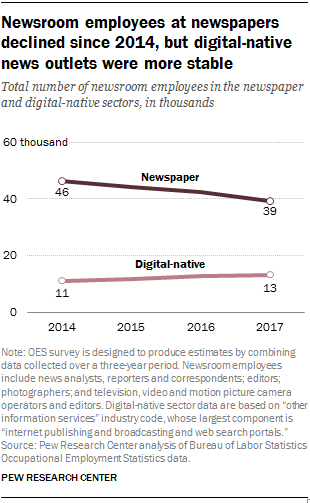 Newsroom employees at newspapers
declined since 2014, but digital-native
news outlets were more stable
Total number of newsroom employees in the newspaper
and digital-native sectors, in thousands
60 thousand
Newspaper
46
40
39
20
Digital-native
11
13
0
2014 2015 2016 2017
Note: OES survey is designed to produce estimates by combining
data collected over a three-year period. Newsroom employees
include news analysts, reporters and correspondents; editors;
photographers; and television, video and motion picture camera
operators and editors. Digital-native sector data are based on “other
information services” industry code, whose largest component is
“internet publishing and broadcasting and web search portals.”
Source: Pew Research Center analysis of Bureau of Labor Statistics
Occupational Employment Statistics data.
PEW RESEARCH CENTER